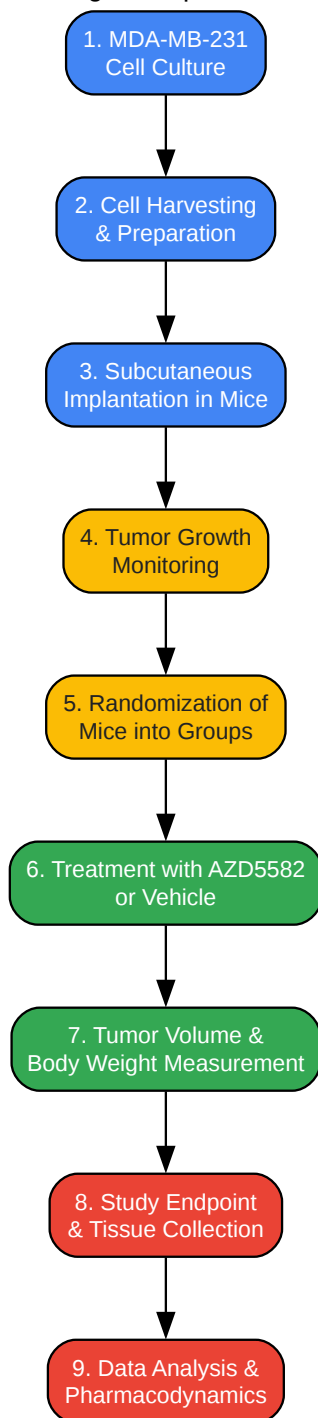 1. MDA-MB-231
Cell Culture
2. Cell Harvesting
& Preparation
3. Subcutaneous
Implantation in Mice
4. Tumor Growth
Monitoring
5. Randomization of
Mice into Groups
6. Treatment with AZD5582
or Vehicle
7. Tumor Volume &
Body Weight Measurement
8. Study Endpoint
& Tissue Collection
9. Data Analysis &
Pharmacodynamics